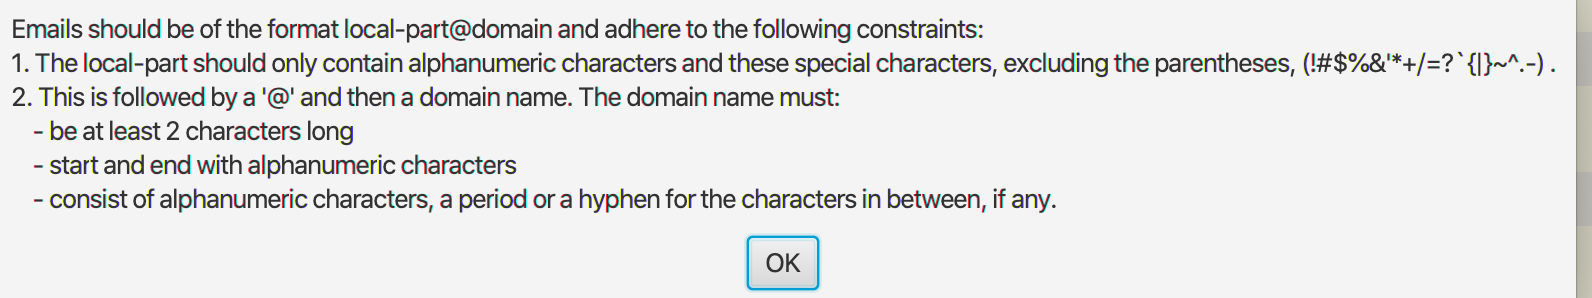 Emails should be of the format local-part@domain and adhere to the following constraints:
1. The local-part should only contain alphanumeric characters and these special characters, excluding the parentheses, (!#$%&'*+/=?`{|}~^.-) .
2. This is followed by a '@' and then a domain name. The domain name must:
- be at least 2 characters long
- start and end with alphanumeric characters
- consist of alphanumeric characters, a period or a hyphen for the characters in between, if any.
OK